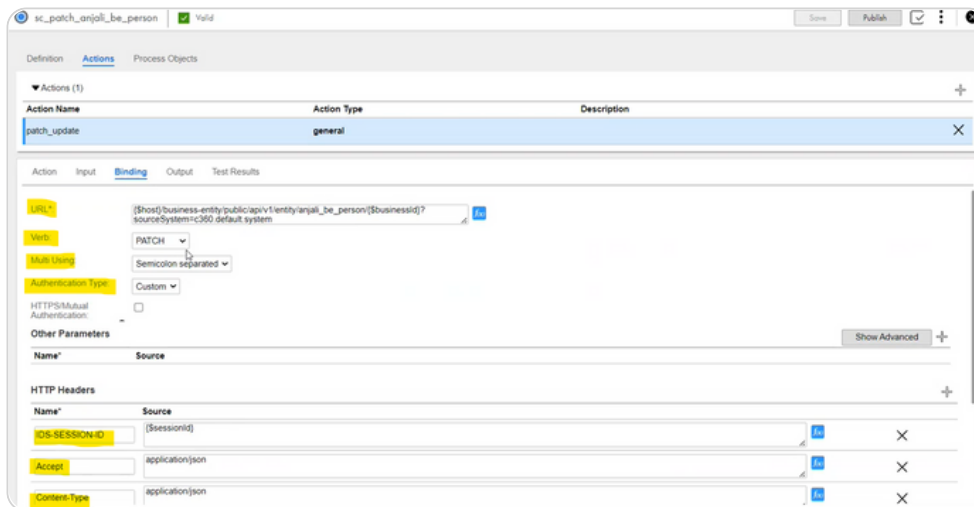 sc_patch_anjali_be_person Valid Save Publish
Definition Actions Process Objects
Actions (1)
Action Name Action Type Description
patch_update general
Action Input Binding Output Test Results
URL*: {$host}/business-entity/public/api/v1/entity/anjali_be_person/{$businessId}?
sourceSystem=c360.default.system
Verb: PATCH
Multi Using Semicolon separated
Authentication Type: Custom
HTTPS/Mutual
Authentication:
Other Parameters Show Advanced
Name* Source
HTTP Headers
Name* Source
IDS-SESSION-ID {$sessionId}
Accept application/json
Content-Type application/json